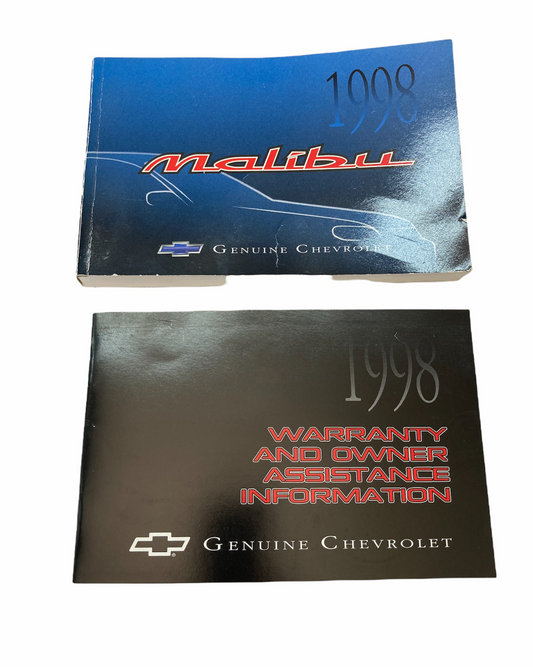 1998
Malibu
GENUINE CHEVROLET
1998
WARRANTY
AND OWNER
ASSISTANCE
INFORMATION
® GENUINE CHEVROLET